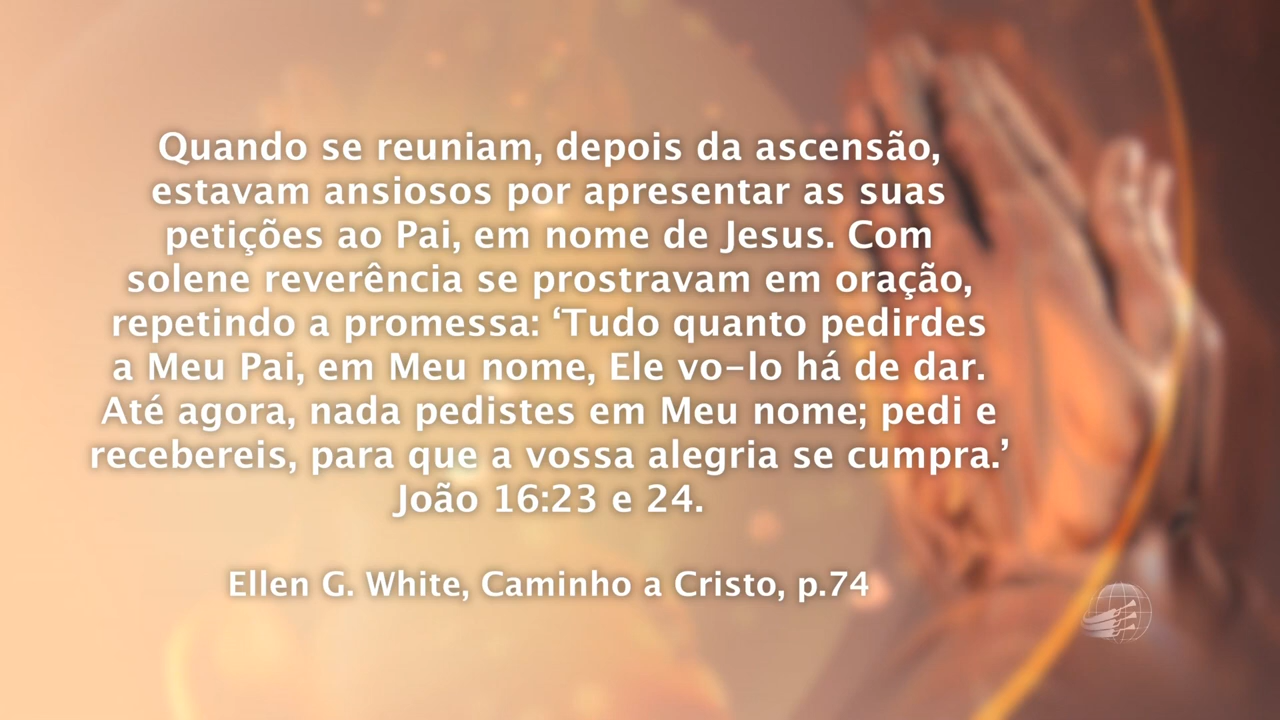 Quando se reuniam, depois da ascensão,
estavam ansiosos por apresentar as suas
petições ao Pai, em nome de Jesus. Com
solene reverência se prostravam em oração,
repetindo a promessa: ‘Tudo quanto pedirdes
a Meu Pai, em Meu nome, Ele vo-lo há de dar.
Até agora, nada pedistes em Meu nome; pedi e
recebereis, para que a vossa alegria se cumpra.’
João 16:23 e 24.
Ellen G. White, Caminho a Cristo, p.74